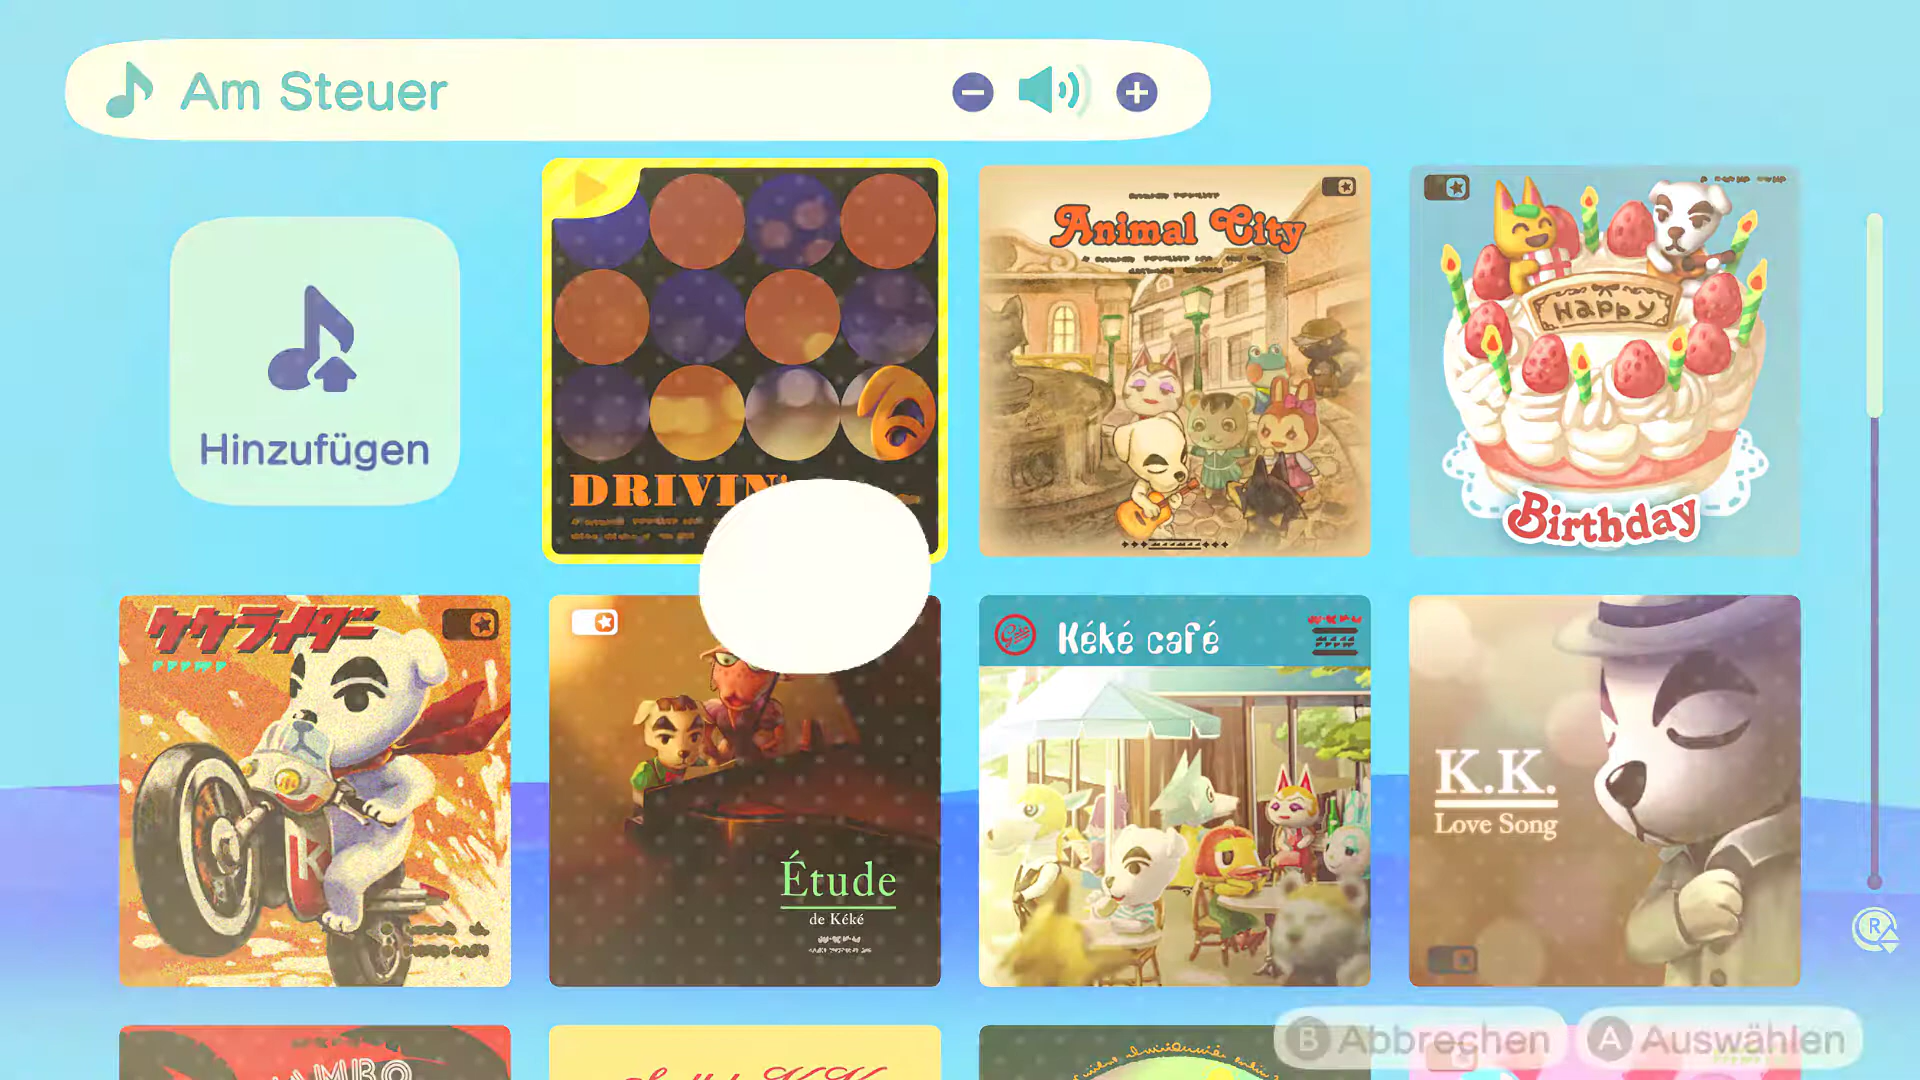 Am Steuer
Hinzufügen
DRIVIN'
Animal City
Happy
Birthday
ケケライダー
Étude
de Kéké
Kéké café
K.K.
Love Song
K
R
B Abbrechen
A Auswählen